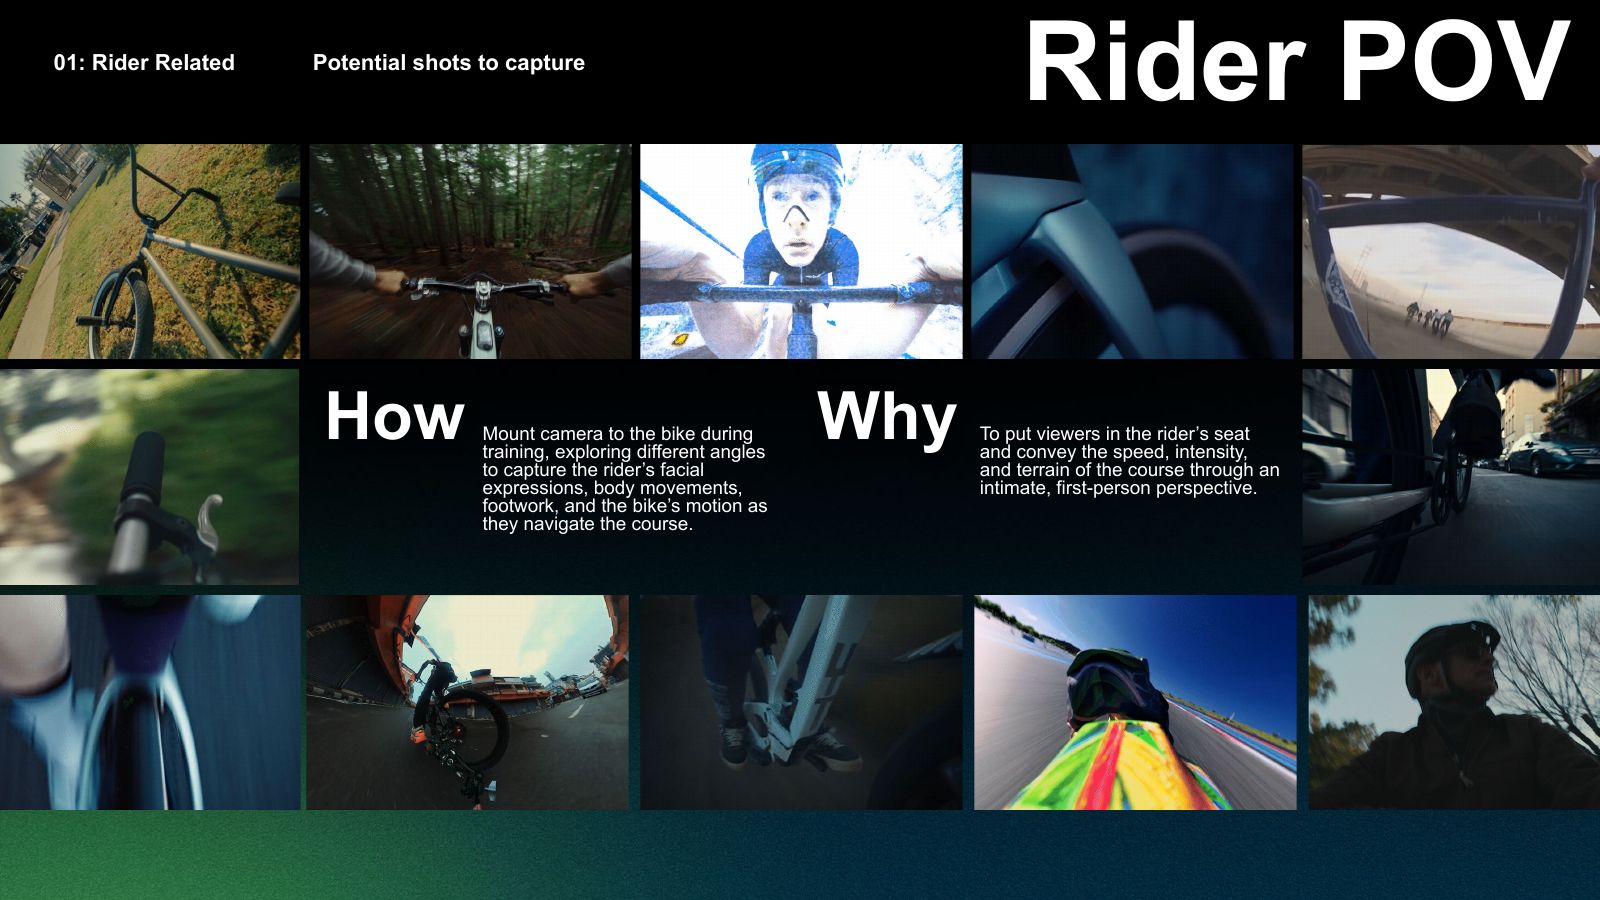 01: Rider Related
Potential shots to capture
Rider POV
How
Mount camera to the bike during
training, exploring different angles
to capture the rider’s facial
expressions, body movements,
footwork, and the bike’s motion as
they navigate the course.
Why
To put viewers in the rider’s seat
and convey the speed, intensity,
and terrain of the course through an
intimate, first-person perspective.